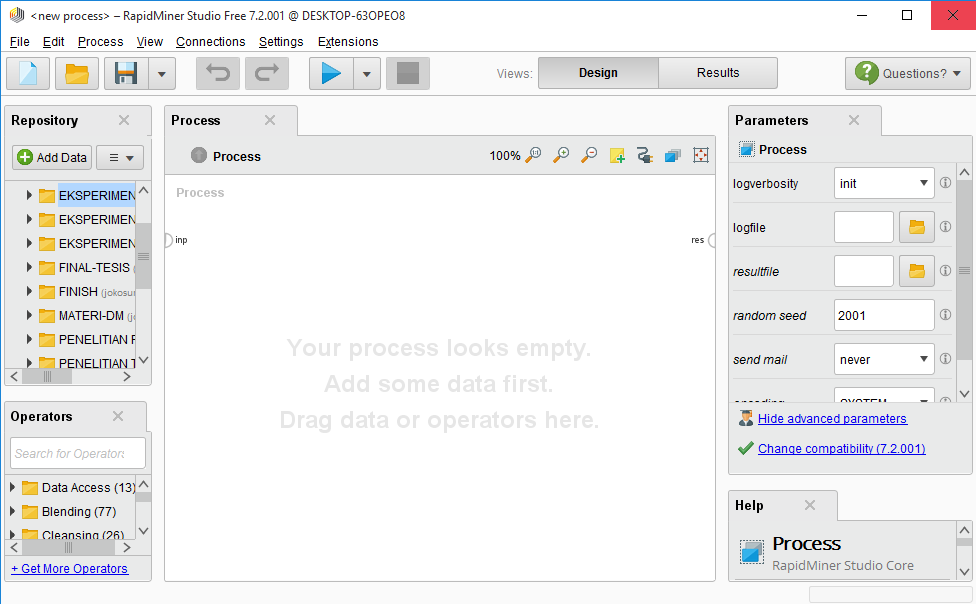 <new process> – RapidMiner Studio Free 7.2.001 @ DESKTOP-63OPEO8
File Edit Process View Connections Settings Extensions
Views: Design Results Questions?
Repository
Add Data
EKSPERIMEN
EKSPERIMEN
EKSPERIMEN
FINAL-TESIS
FINISH (jokosu
MATERI-DM (jo
PENELITIAN
PENELITIAN
Operators
Search for Operators
Data Access (13)
Blending (77)
Cleansing (26)
+ Get More Operators
Process
Process
100%
Process
inp
res
Your process looks empty.
Add some data first.
Drag data or operators here.
Parameters
Process
logverbosity init
logfile
resultfile
random seed 2001
send mail never
encoding SYSTEM
Hide advanced parameters
Change compatibility (7.2.001)
Help
Process
RapidMiner Studio Core